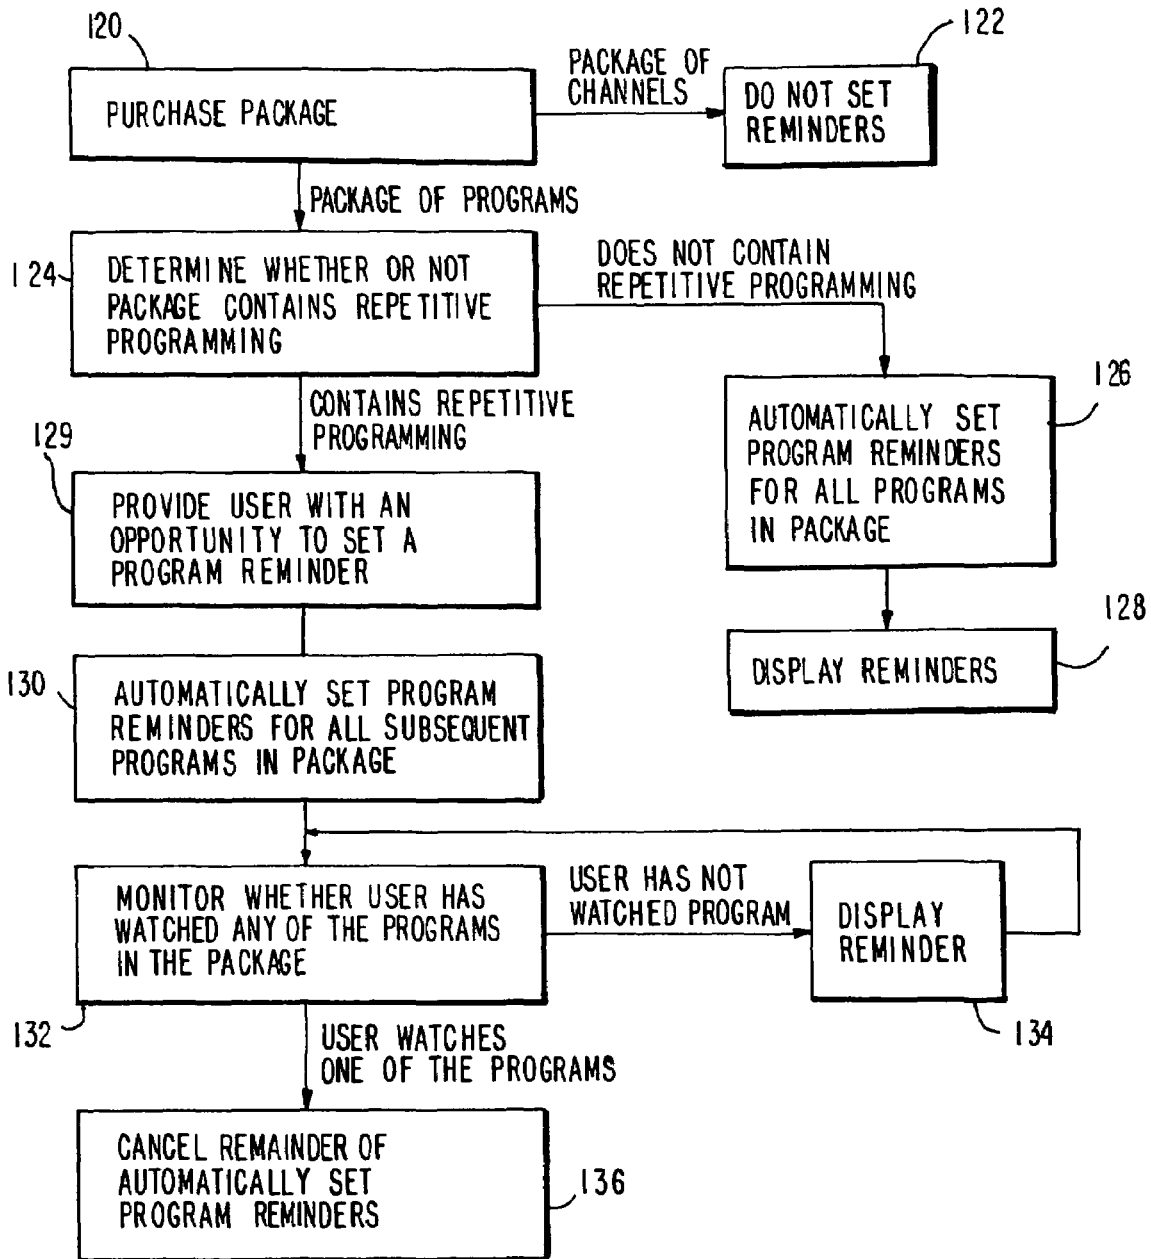 120
PURCHASE PACKAGE
PACKAGE OF
CHANNELS
122
DO NOT SET
REMINDERS
PACKAGE OF PROGRAMS
124
DETERMINE WHETHER OR NOT
PACKAGE CONTAINS REPETITIVE
PROGRAMMING
DOES NOT CONTAIN
REPETITIVE PROGRAMMING
126
AUTOMATICALLY SET
PROGRAM REMINDERS
FOR ALL PROGRAMS
IN PACKAGE
128
DISPLAY REMINDERS
CONTAINS REPETITIVE
PROGRAMMING
129
PROVIDE USER WITH AN
OPPORTUNITY TO SET A
PROGRAM REMINDER
130
AUTOMATICALLY SET PROGRAM
REMINDERS FOR ALL SUBSEQUENT
PROGRAMS IN PACKAGE
MONITOR WHETHER USER HAS
WATCHED ANY OF THE PROGRAMS
IN THE PACKAGE
132
USER HAS NOT
WATCHED PROGRAM
DISPLAY
REMINDER
134
USER WATCHES
ONE OF THE PROGRAMS
CANCEL REMAINDER OF
AUTOMATICALLY SET
PROGRAM REMINDERS
136